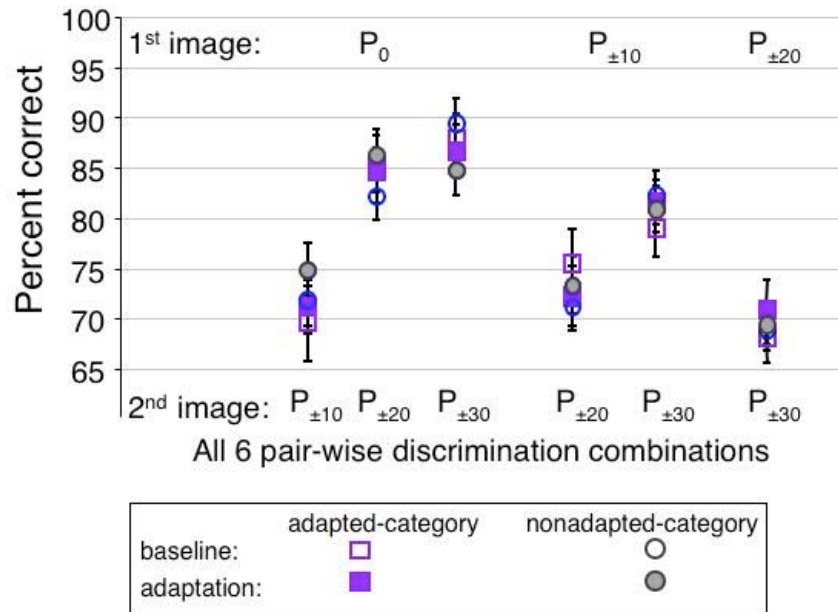 100
1st image: P0 P±10 P±20
95
90
85
80
75
70
65
Percent correct
2nd image: P±10 P±20 P±30 P±20 P±30 P±30
All 6 pair-wise discrimination combinations
adapted-category nonadapted-category
baseline:
adaptation: